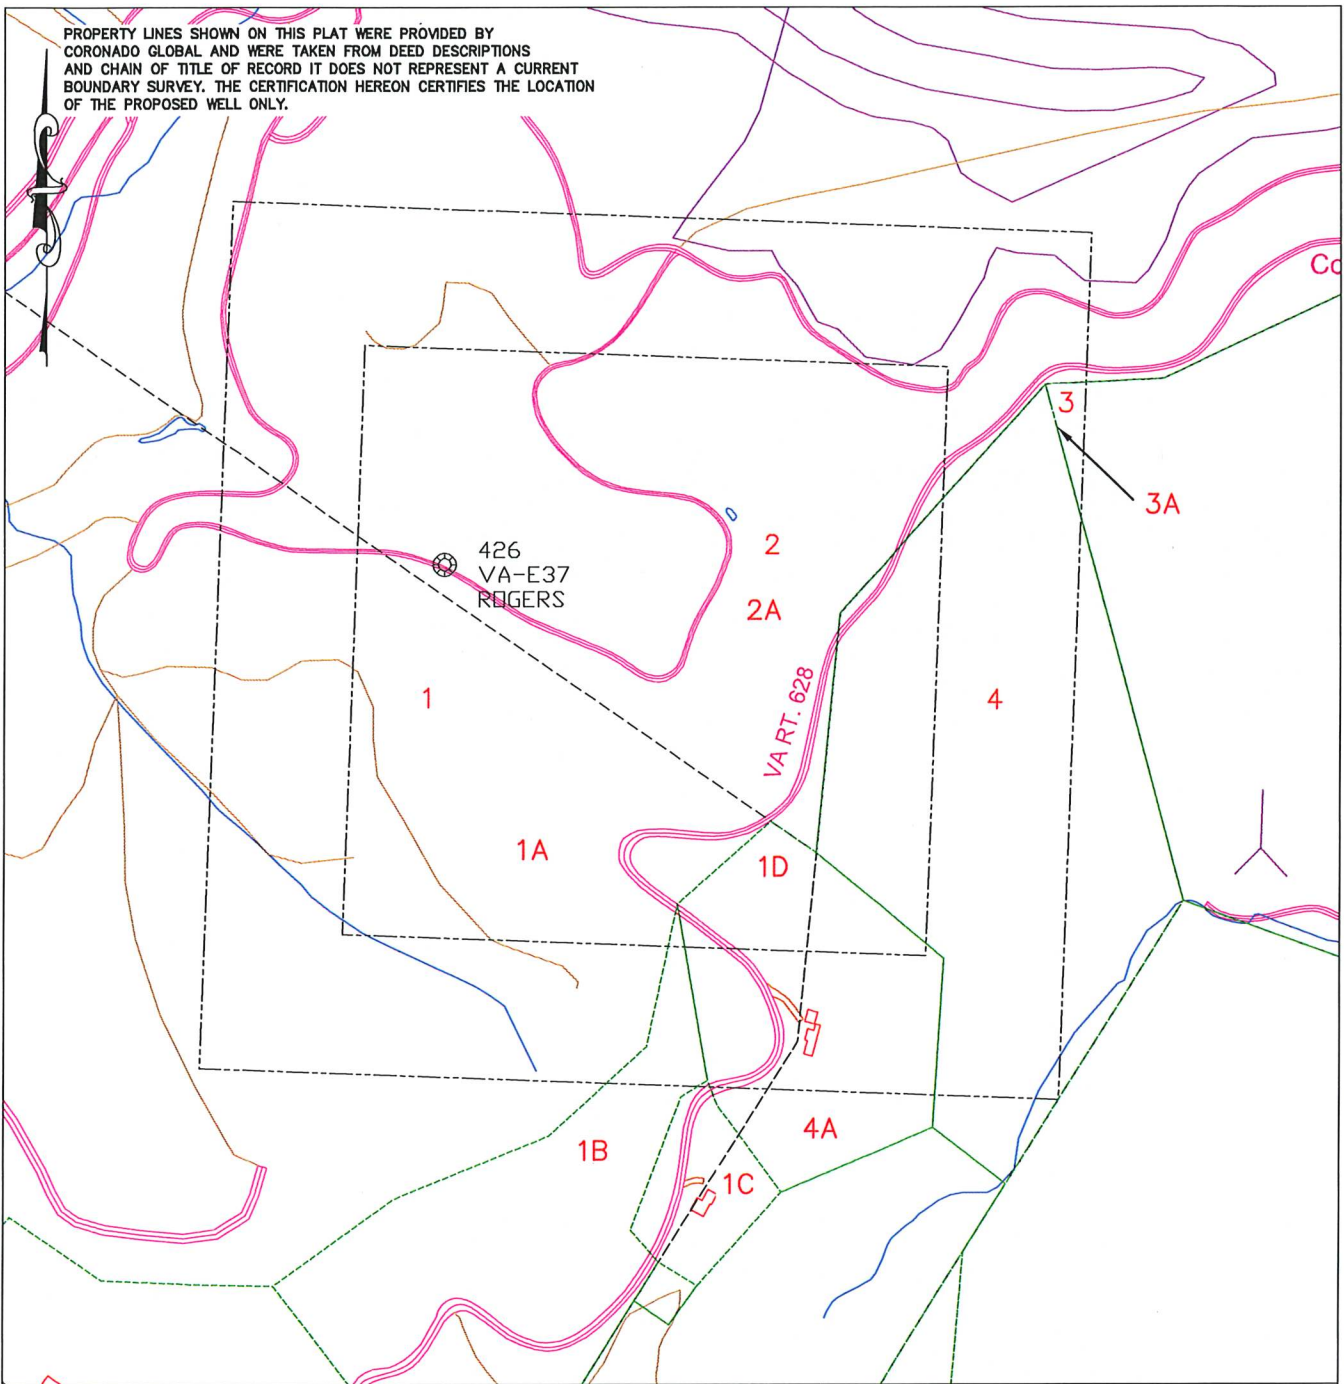 PROPERTY LINES SHOWN ON THIS PLAT WERE PROVIDED BY
CORONADO GLOBAL AND WERE TAKEN FROM DEED DESCRIPTIONS
AND CHAIN OF TITLE OF RECORD IT DOES NOT REPRESENT A CURRENT
BOUNDARY SURVEY. THE CERTIFICATION HEREON CERTIFIES THE LOCATION
OF THE PROPOSED WELL ONLY.
Co
3
3A
426
VA-E37
ROGERS
2
2A
1
4
VA RT. 628
1A
1D
4A
1B
1C